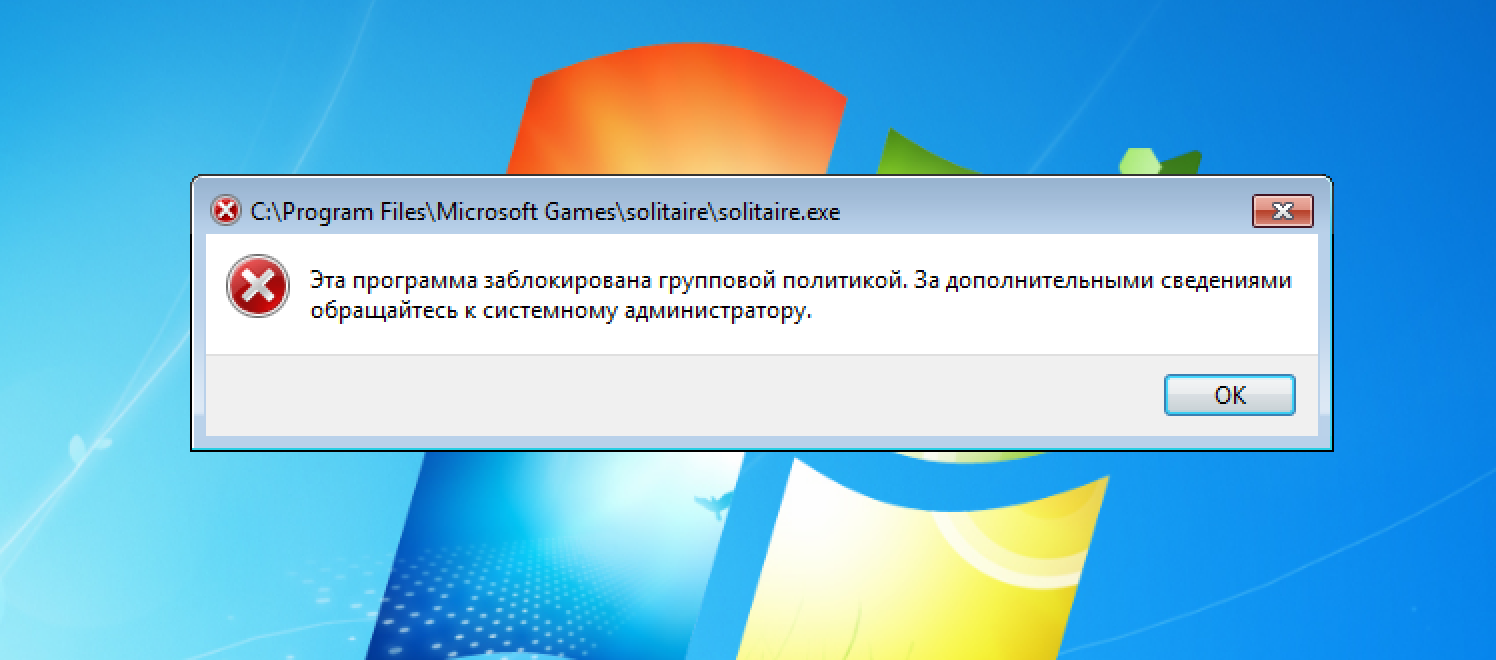 C:\Program Files\Microsoft Games\solitaire\solitaire.exe
Эта программа заблокирована групповой политикой. За дополнительными сведениями
обращайтесь к системному администратору.
OK